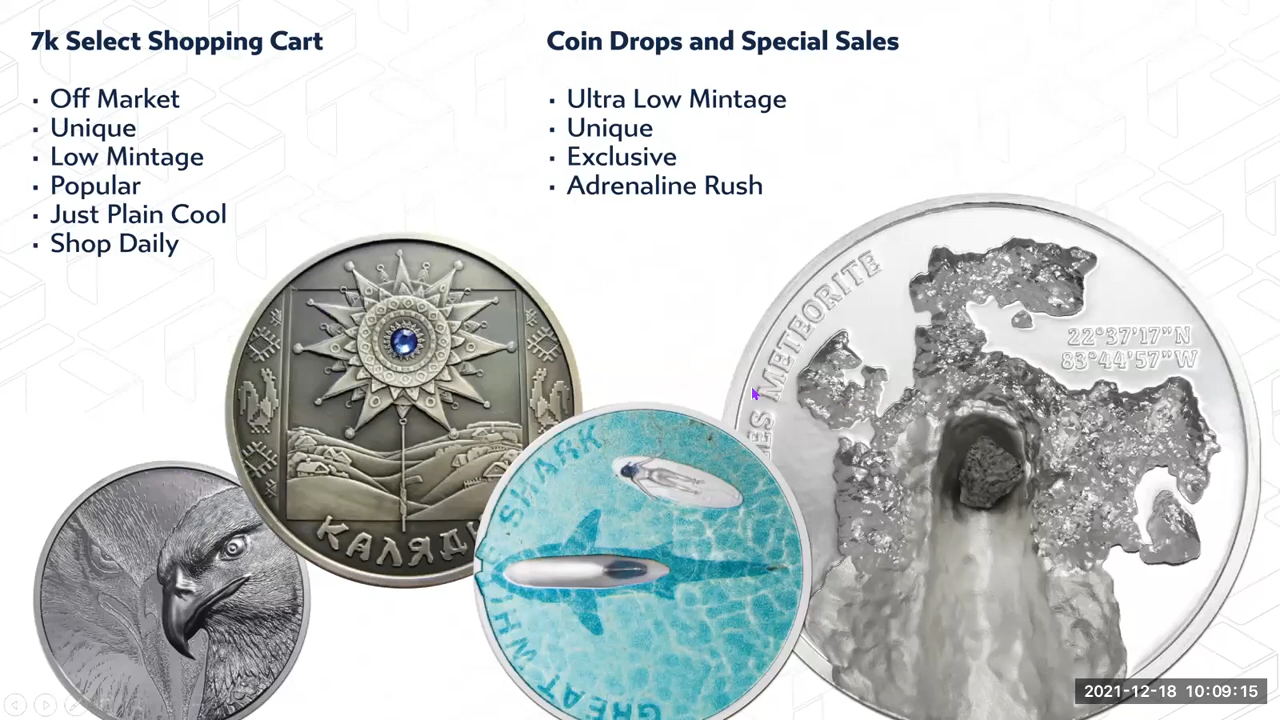 7k Select Shopping Cart
· Off Market
· Unique
· Low Mintage
· Popular
· Just Plain Cool
· Shop Daily
Coin Drops and Special Sales
· Ultra Low Mintage
· Unique
· Exclusive
· Adrenaline Rush
КАЛЯД
GREAT WHITE SHARK
METEORITE
22°37'17"N
83°44'57"W
2021-12-18 10:09:15